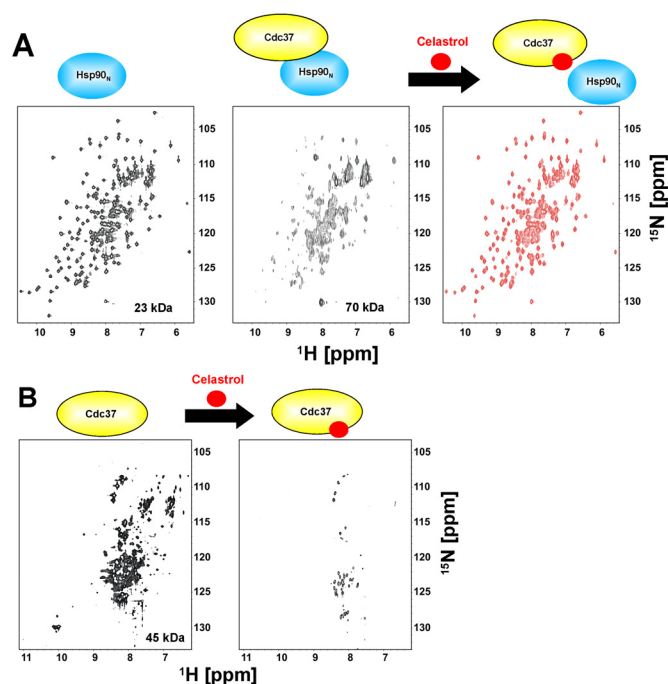 A
Cdc37
Hsp90N
Hsp90N
Celastrol
Cdc37
Hsp90N
105
110
115
120
125
130
10 9 8 7 6
23 kDa
105
110
115
120
125
130
10 9 8 7 6
70 kDa
105
110
115
120
125
130
10 9 8 7 6
15N [ppm]
1H [ppm]
B
Cdc37
Celastrol
Cdc37
105
110
115
120
125
130
11 10 9 8 7
45 kDa
105
110
115
120
125
130
11 10 9 8 7
15N [ppm]
1H [ppm]